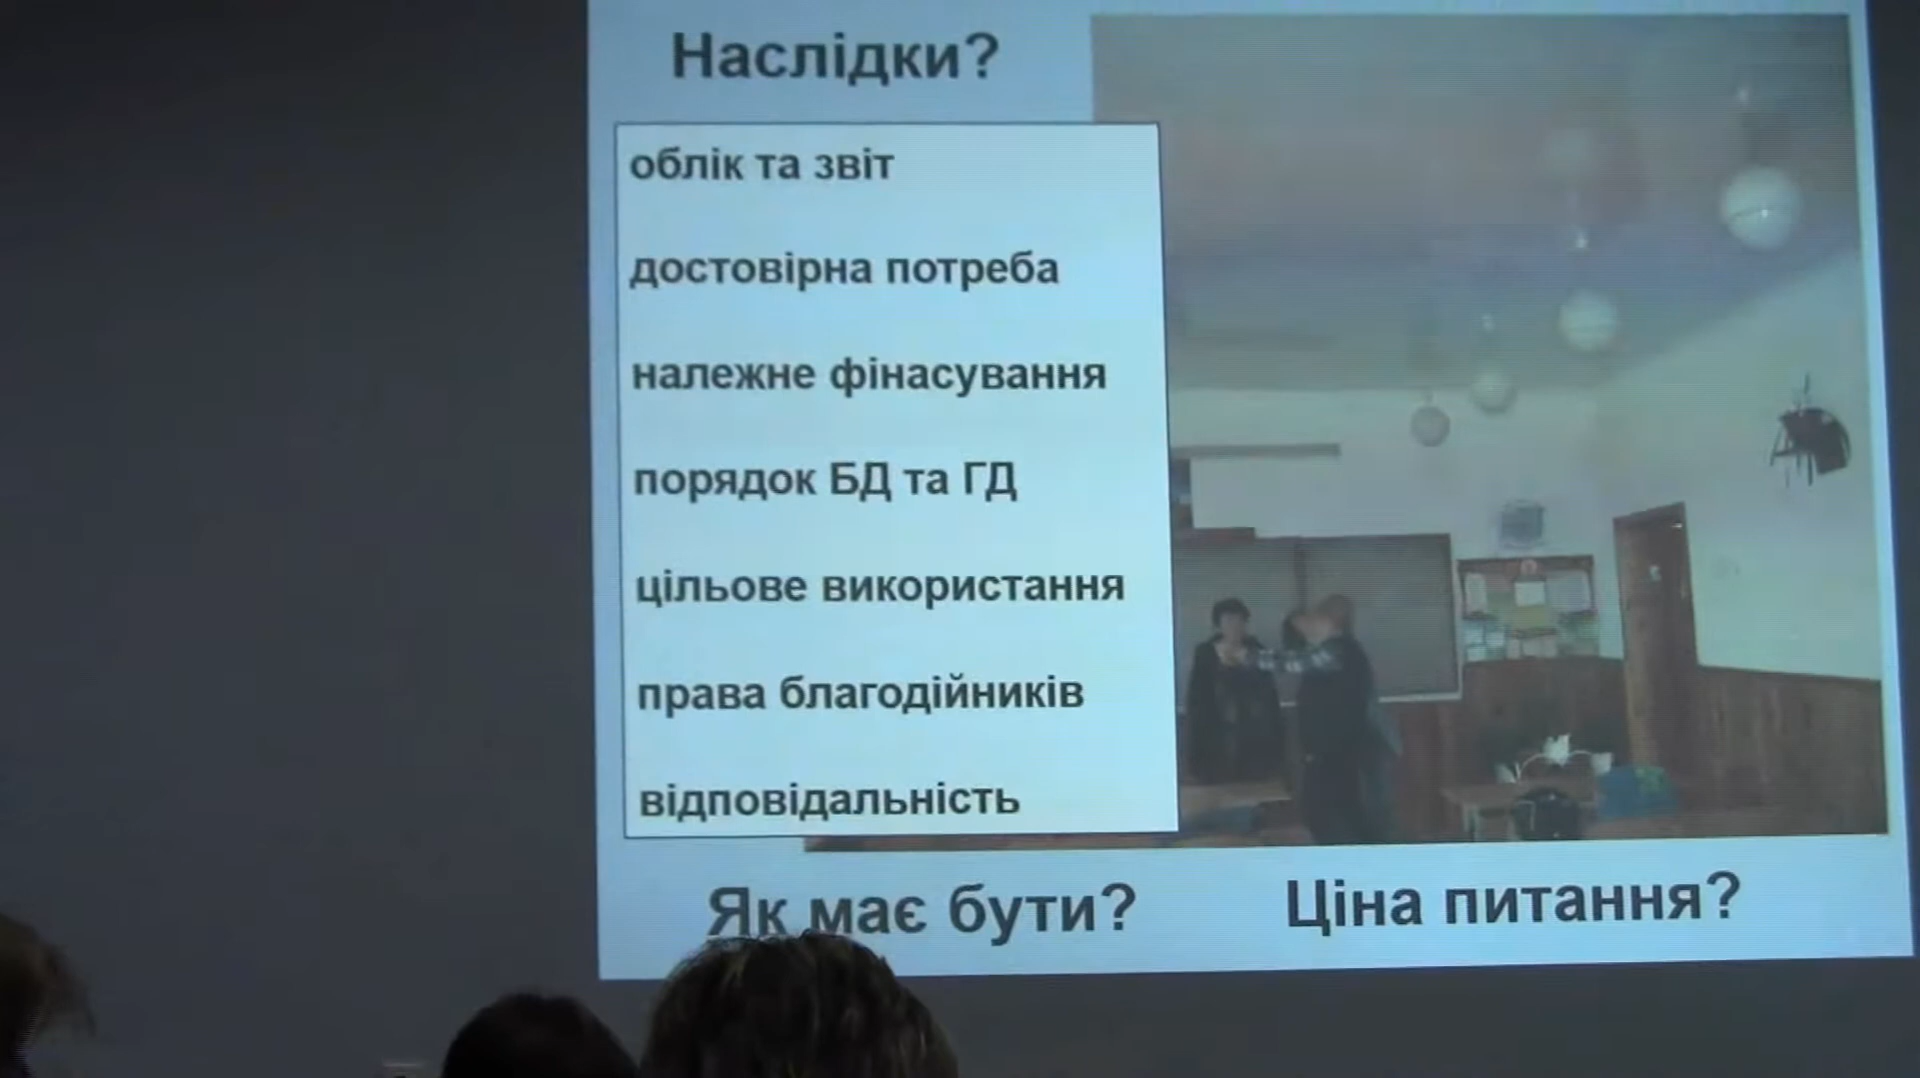 Наслідки?
облік та звіт
достовірна потреба
належне фінасування
порядок БД та ГД
цільове використання
права благодійників
відповідальність
Як має бути?
Ціна питання?